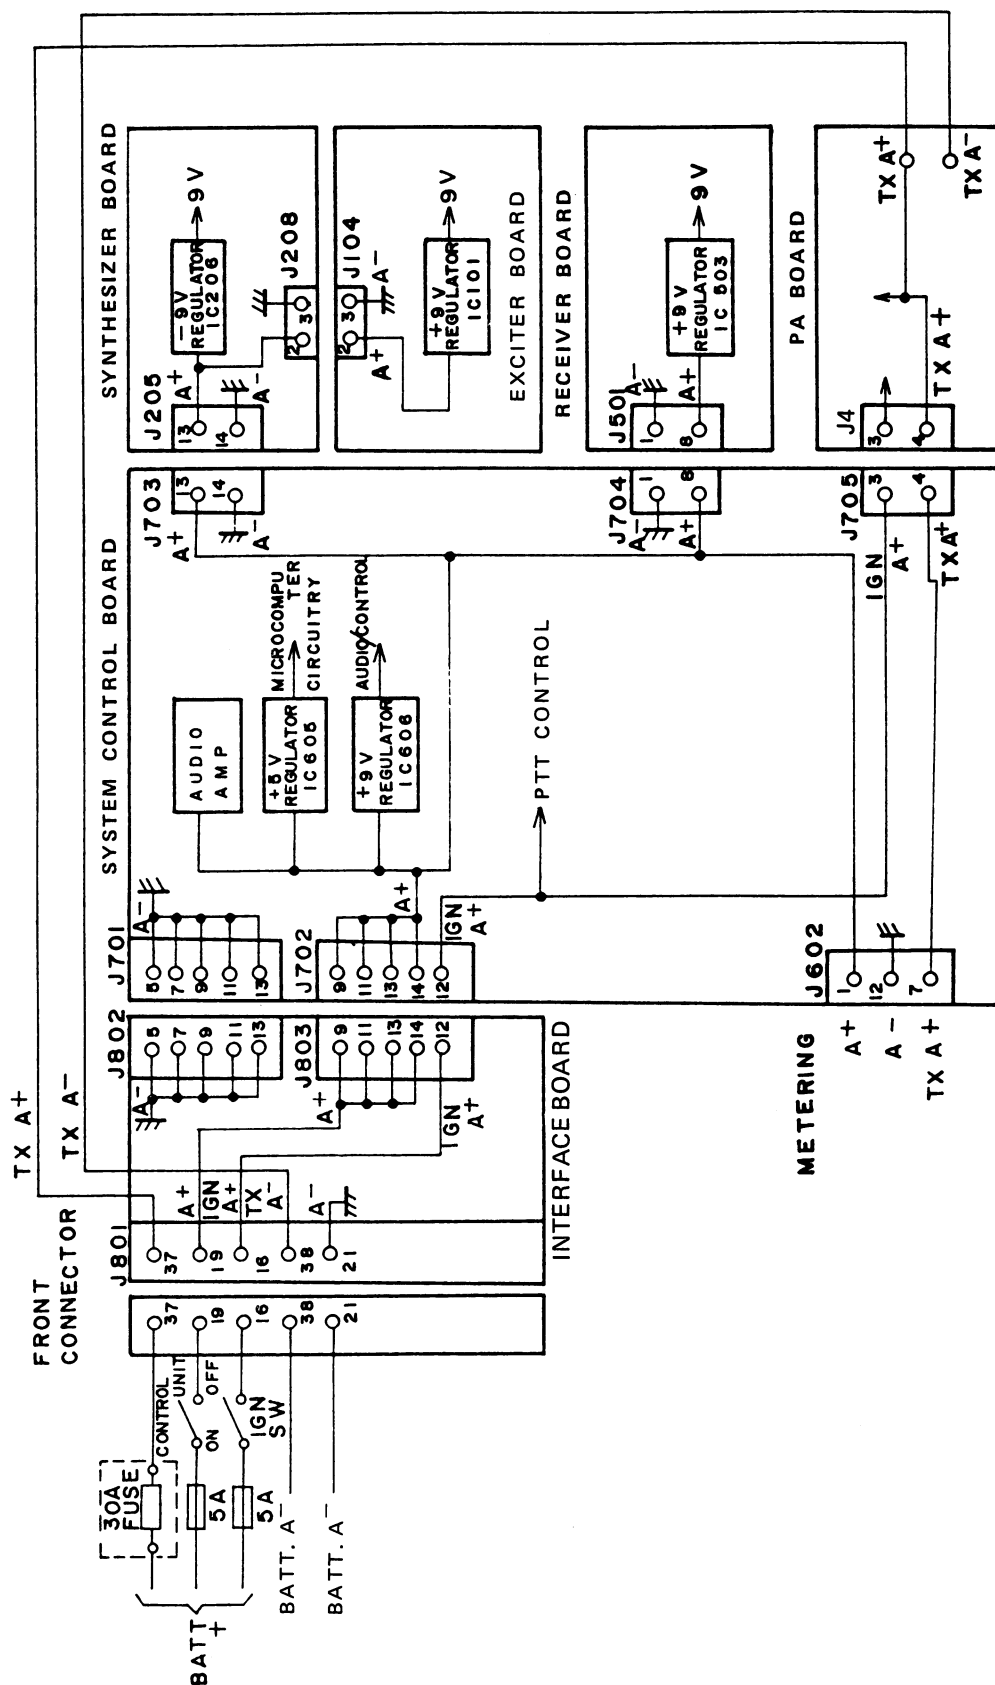 BATT
+
30A
FUSE
5A
5A
BATT. A-
BATT. A-
CONTROL
UNIT
ON
OFF
IGN
SW
FRONT
CONNECTOR
37
19
16
38
21
J801
37
19
16
38
21
TX A+
TX A-
A+
IGN
A+
TX
A-
A-
INTERFACE BOARD
J802
5
7
9
11
13
A-
J803
9
11
13
14
12
A+
IGN
A+
METERING
A+
A-
TX A+
J602
1
12
7
SYSTEM CONTROL BOARD
J701
5
7
9
11
13
A-
J702
9
11
13
14
12
A+
IGN
A+
AUDIO
AMP
+5V
REGULATOR
IC605
MICROCOMPU
TER
CIRCUITRY
+9V
REGULATOR
IC606
AUDIO/CONTROL
PTT CONTROL
J703
13
14
A+
A-
J704
1
8
A-
A+
J705
3
4
IGN
A+
TXA+
SYNTHESIZER BOARD
J205
13
14
A+
A-
-9V
REGULATOR
IC206
9V
J208
2
3
J104
2
3
A+
A-
+9V
REGULATOR
IC101
9V
EXCITER BOARD
RECEIVER BOARD
J501
1
8
A-
A+
+9V
REGULATOR
IC503
9V
PA BOARD
J4
3
4
TX A+
TX A+
TX A-